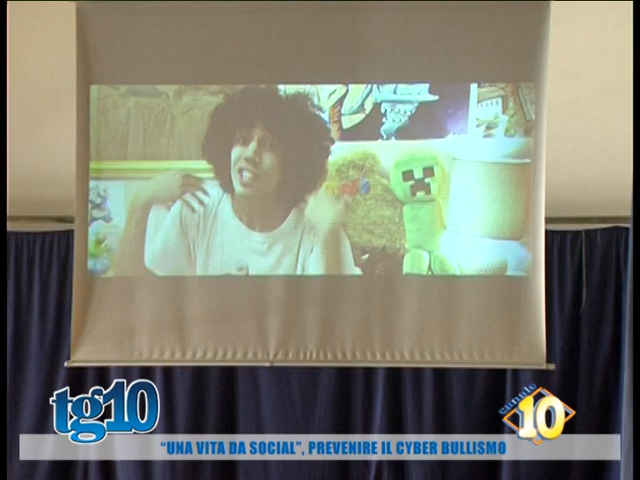 tg10
canale
10
“UNA VITA DA SOCIAL”, PREVENIRE IL CYBER BULLISMO